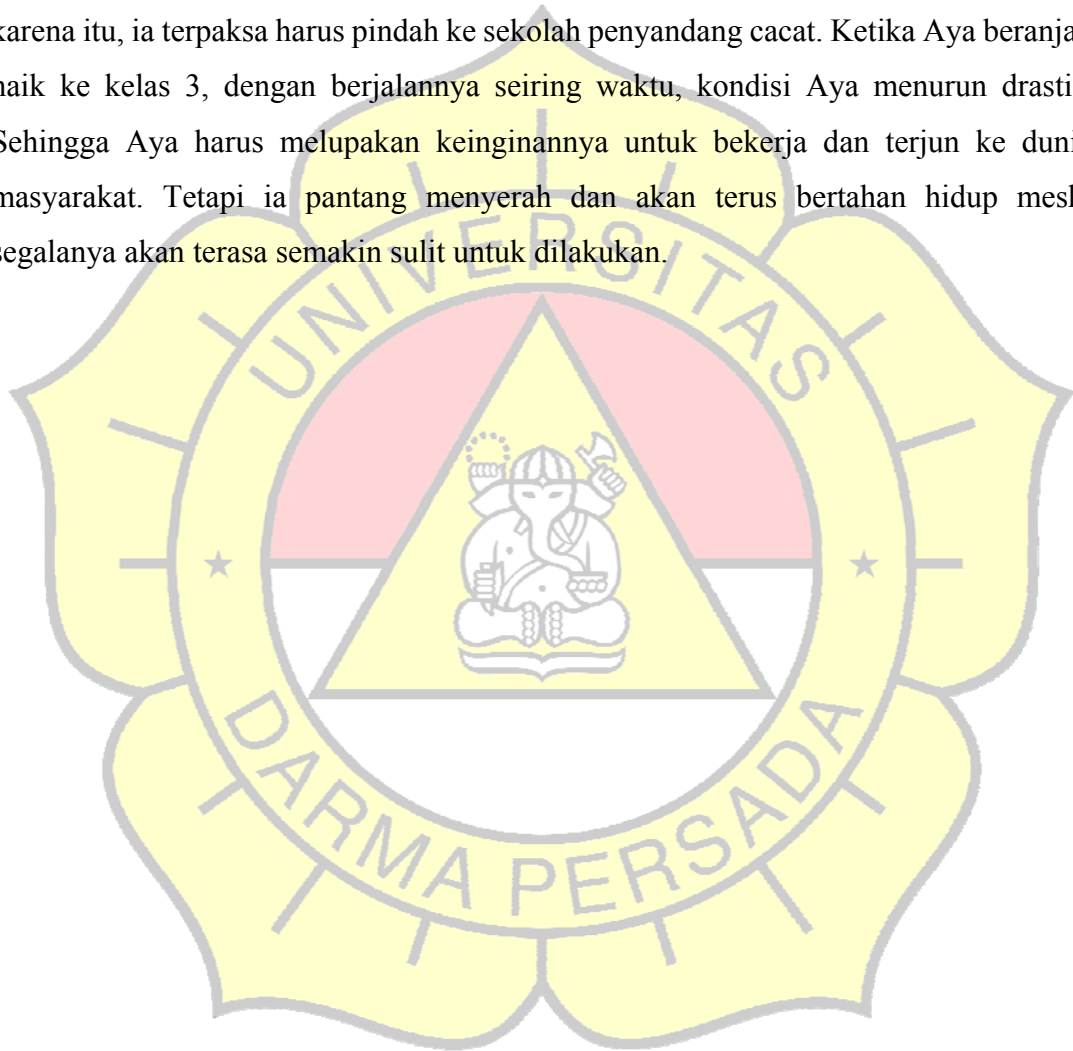 karena itu, ia terpaksa harus pindah ke sekolah penyandang cacat. Ketika Aya beranja
naik ke kelas 3, dengan berjalannya seiring waktu, kondisi Aya menurun drasti
Sehingga Aya harus melupakan keinginannya untuk bekerja dan terjun ke duni
masyarakat. Tetapi ia pantang menyerah dan akan terus bertahan hidup mesk
segalanya akan terasa semakin sulit untuk dilakukan.
UNIVERSITAS
DARMA PERSADA